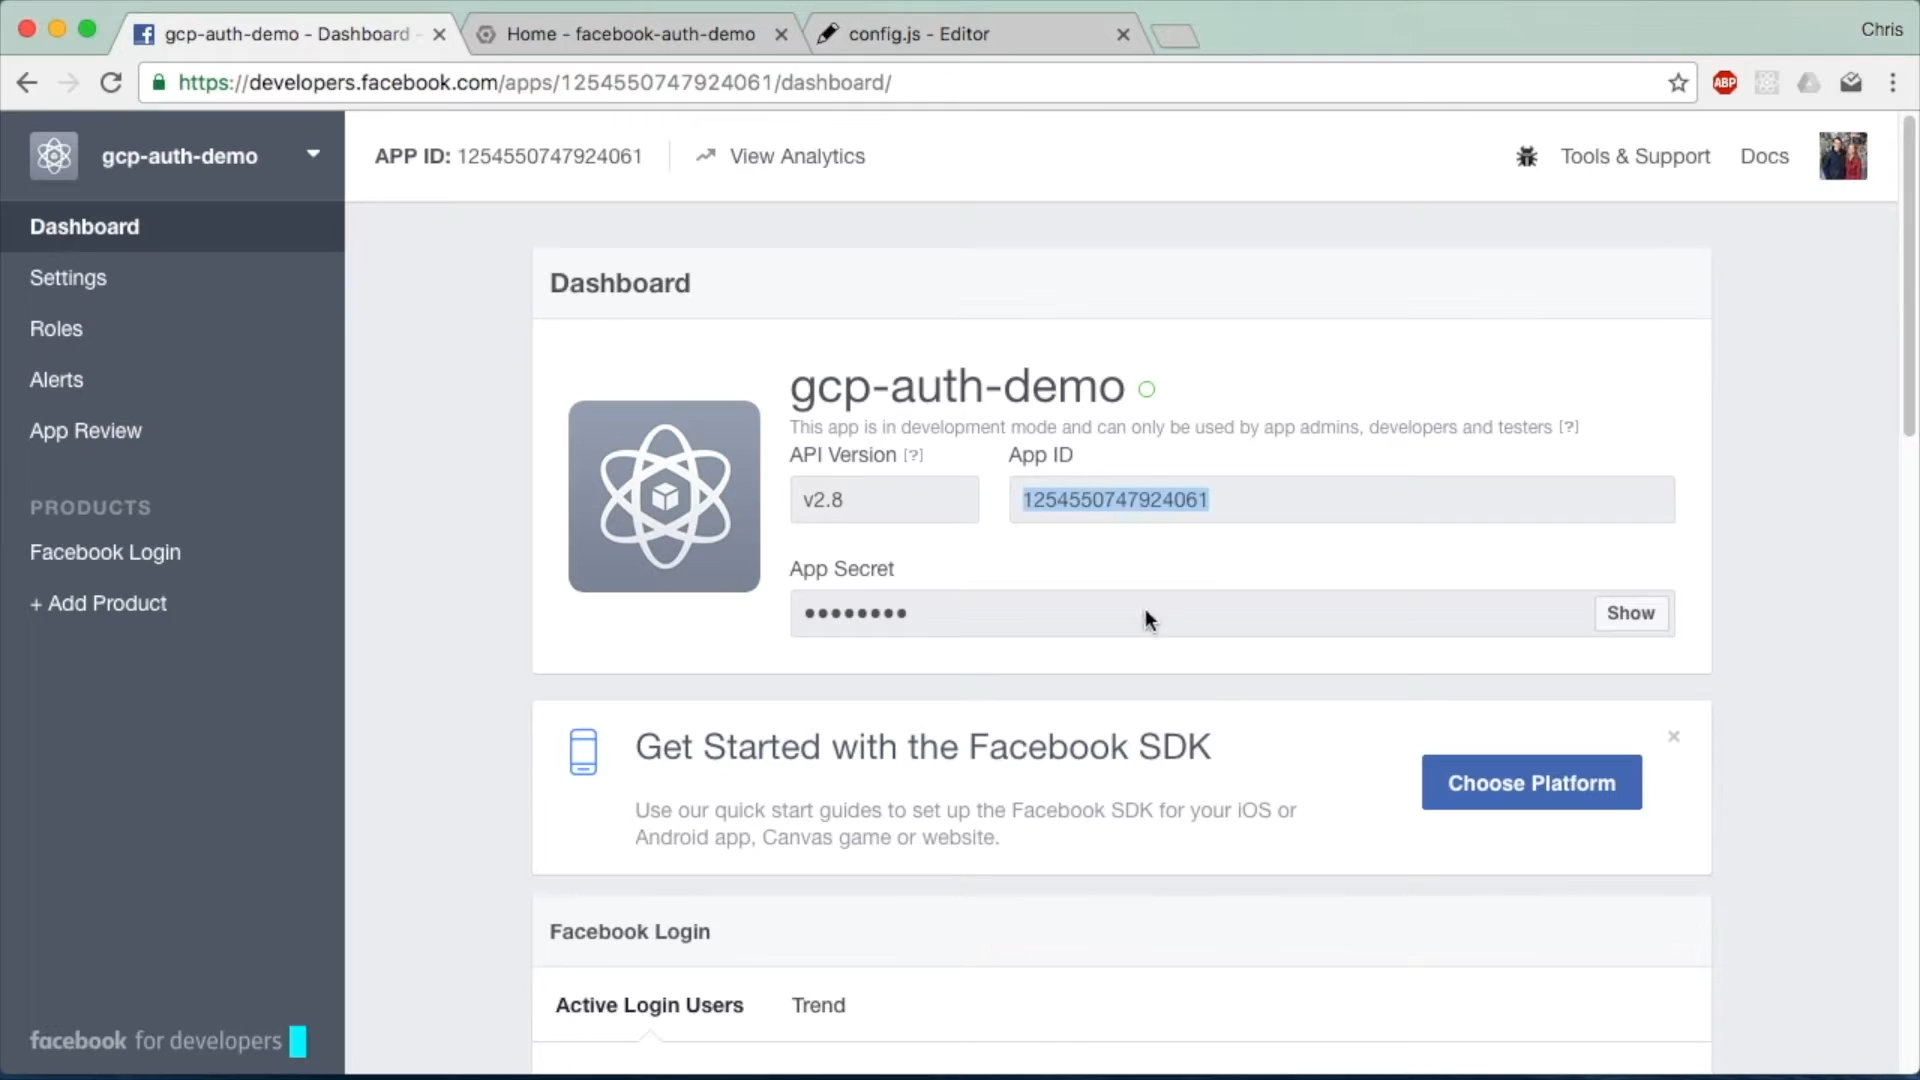 gcp-auth-demo - Dashboard -
Home - facebook-auth-demo
config.js - Editor
Chris
https://developers.facebook.com/apps/1254550747924061/dashboard/
ABP
gcp-auth-demo
APP ID: 1254550747924061
View Analytics
Tools & Support
Docs
Dashboard
Settings
Roles
Alerts
App Review
PRODUCTS
Facebook Login
+ Add Product
facebook for developers
Dashboard
gcp-auth-demo
This app is in development mode and can only be used by app admins, developers and testers [?]
API Version [?]
App ID
v2.8
1254550747924061
App Secret
••••••••
Show
Get Started with the Facebook SDK
Use our quick start guides to set up the Facebook SDK for your iOS or
Android app, Canvas game or website.
Choose Platform
Facebook Login
Active Login Users
Trend